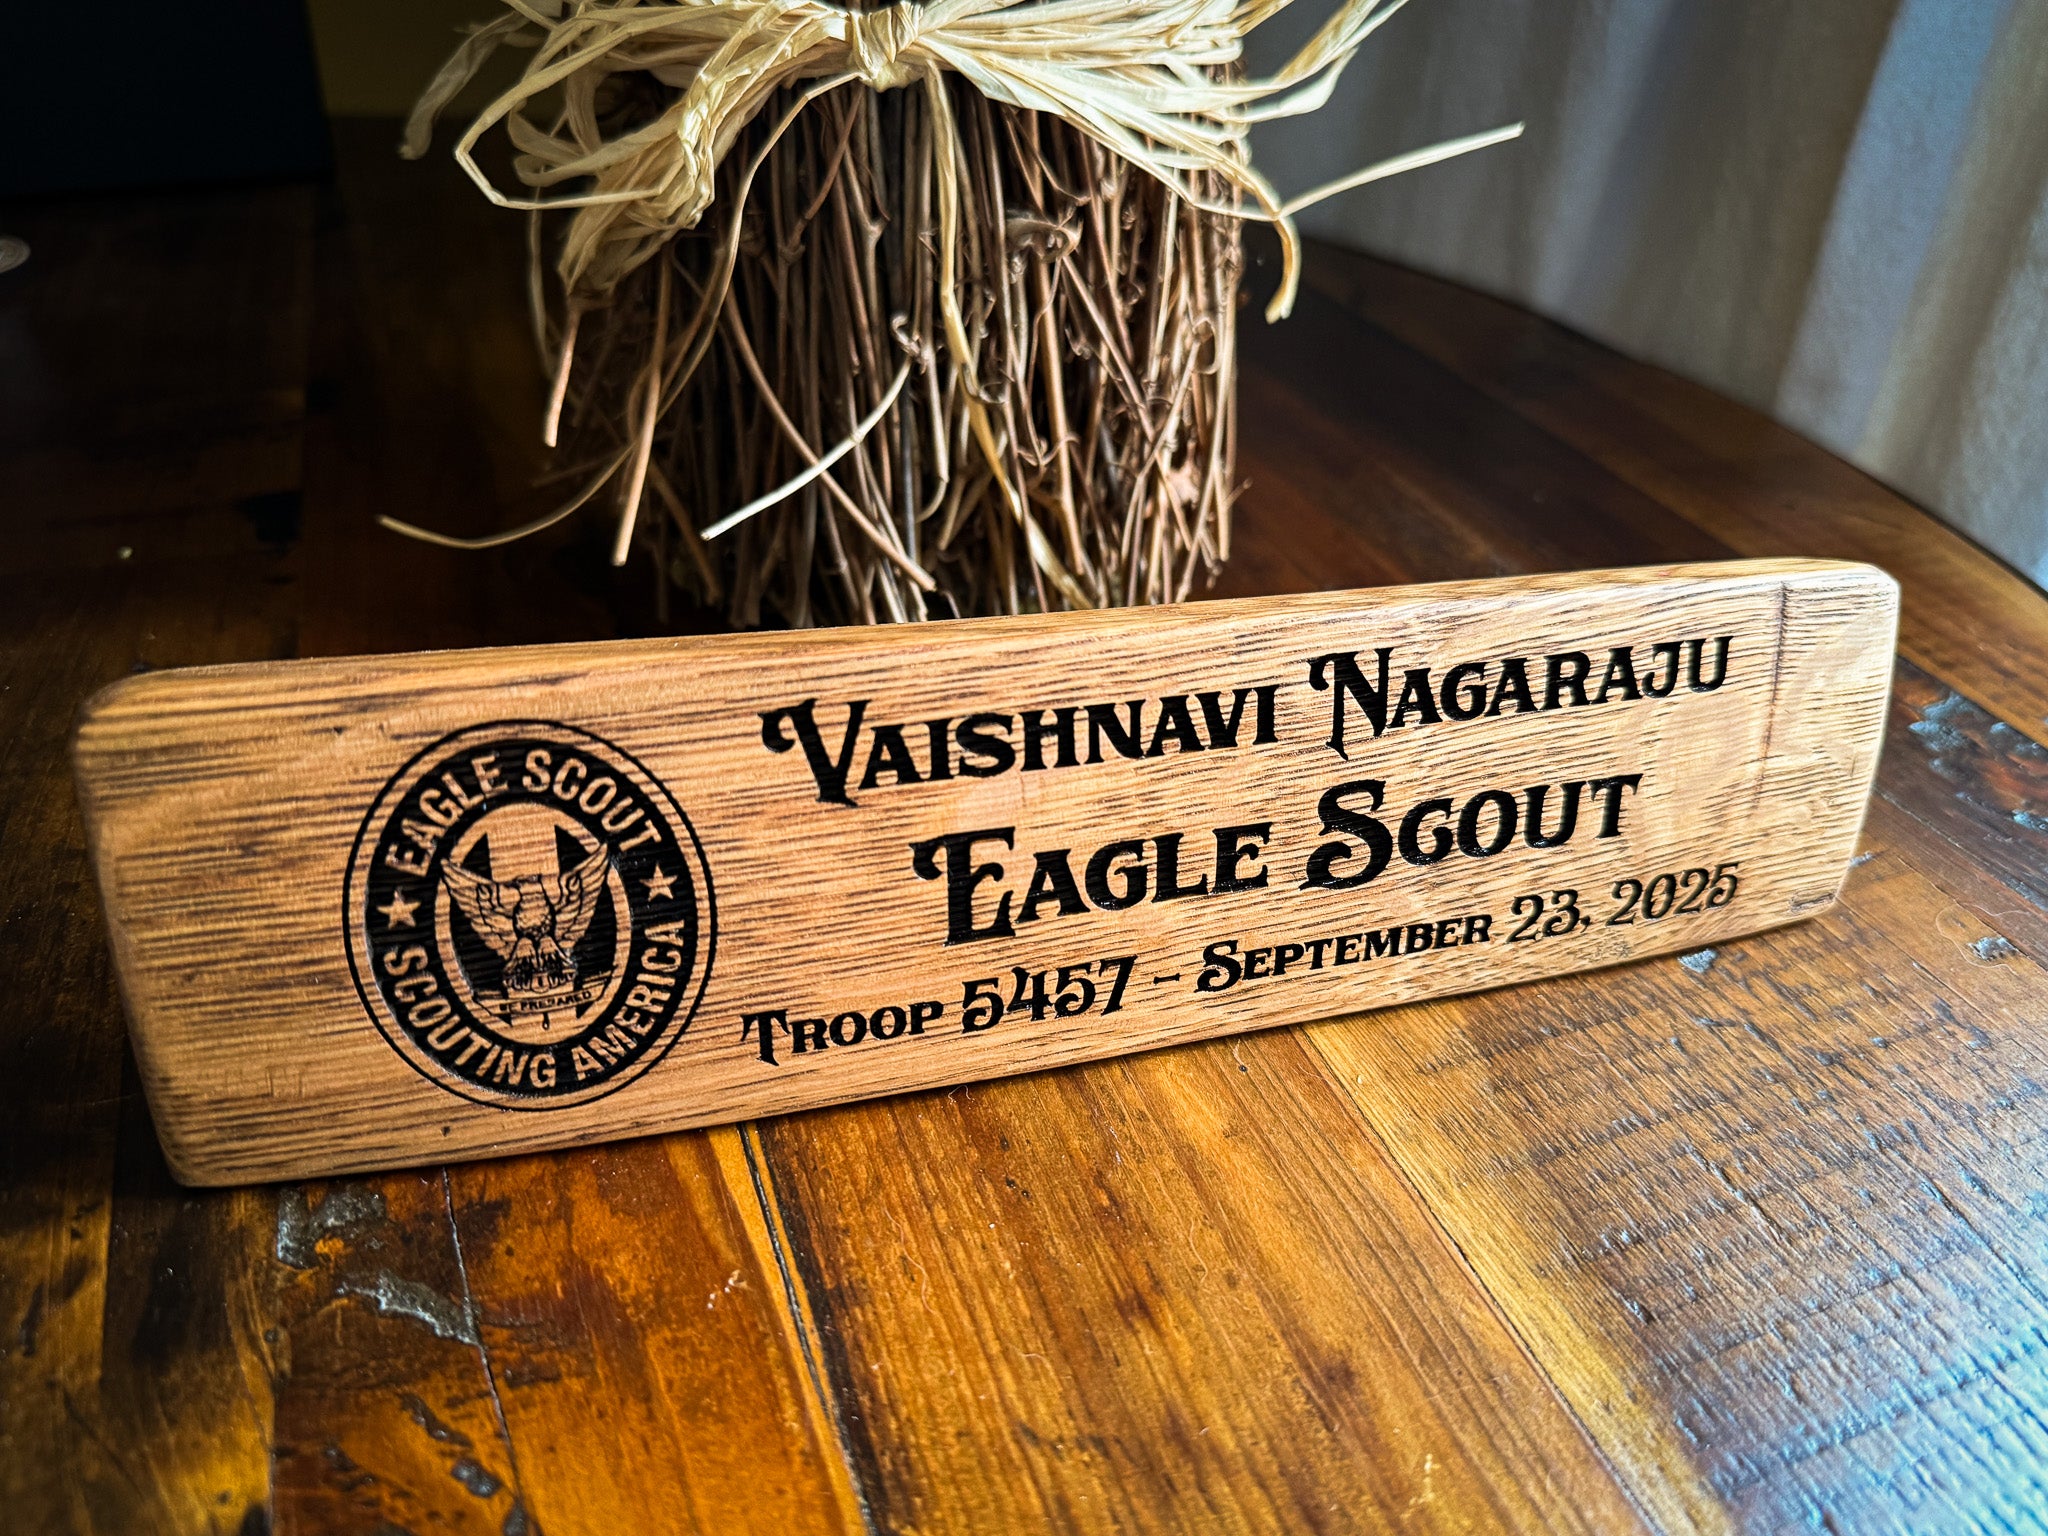 EAGLE SCOUT
SCOUTING AMERICA
BE PREPARED
VAISHNAVI NAGARAJU
EAGLE SCOUT
TROOP 5457 - SEPTEMBER 23, 2025